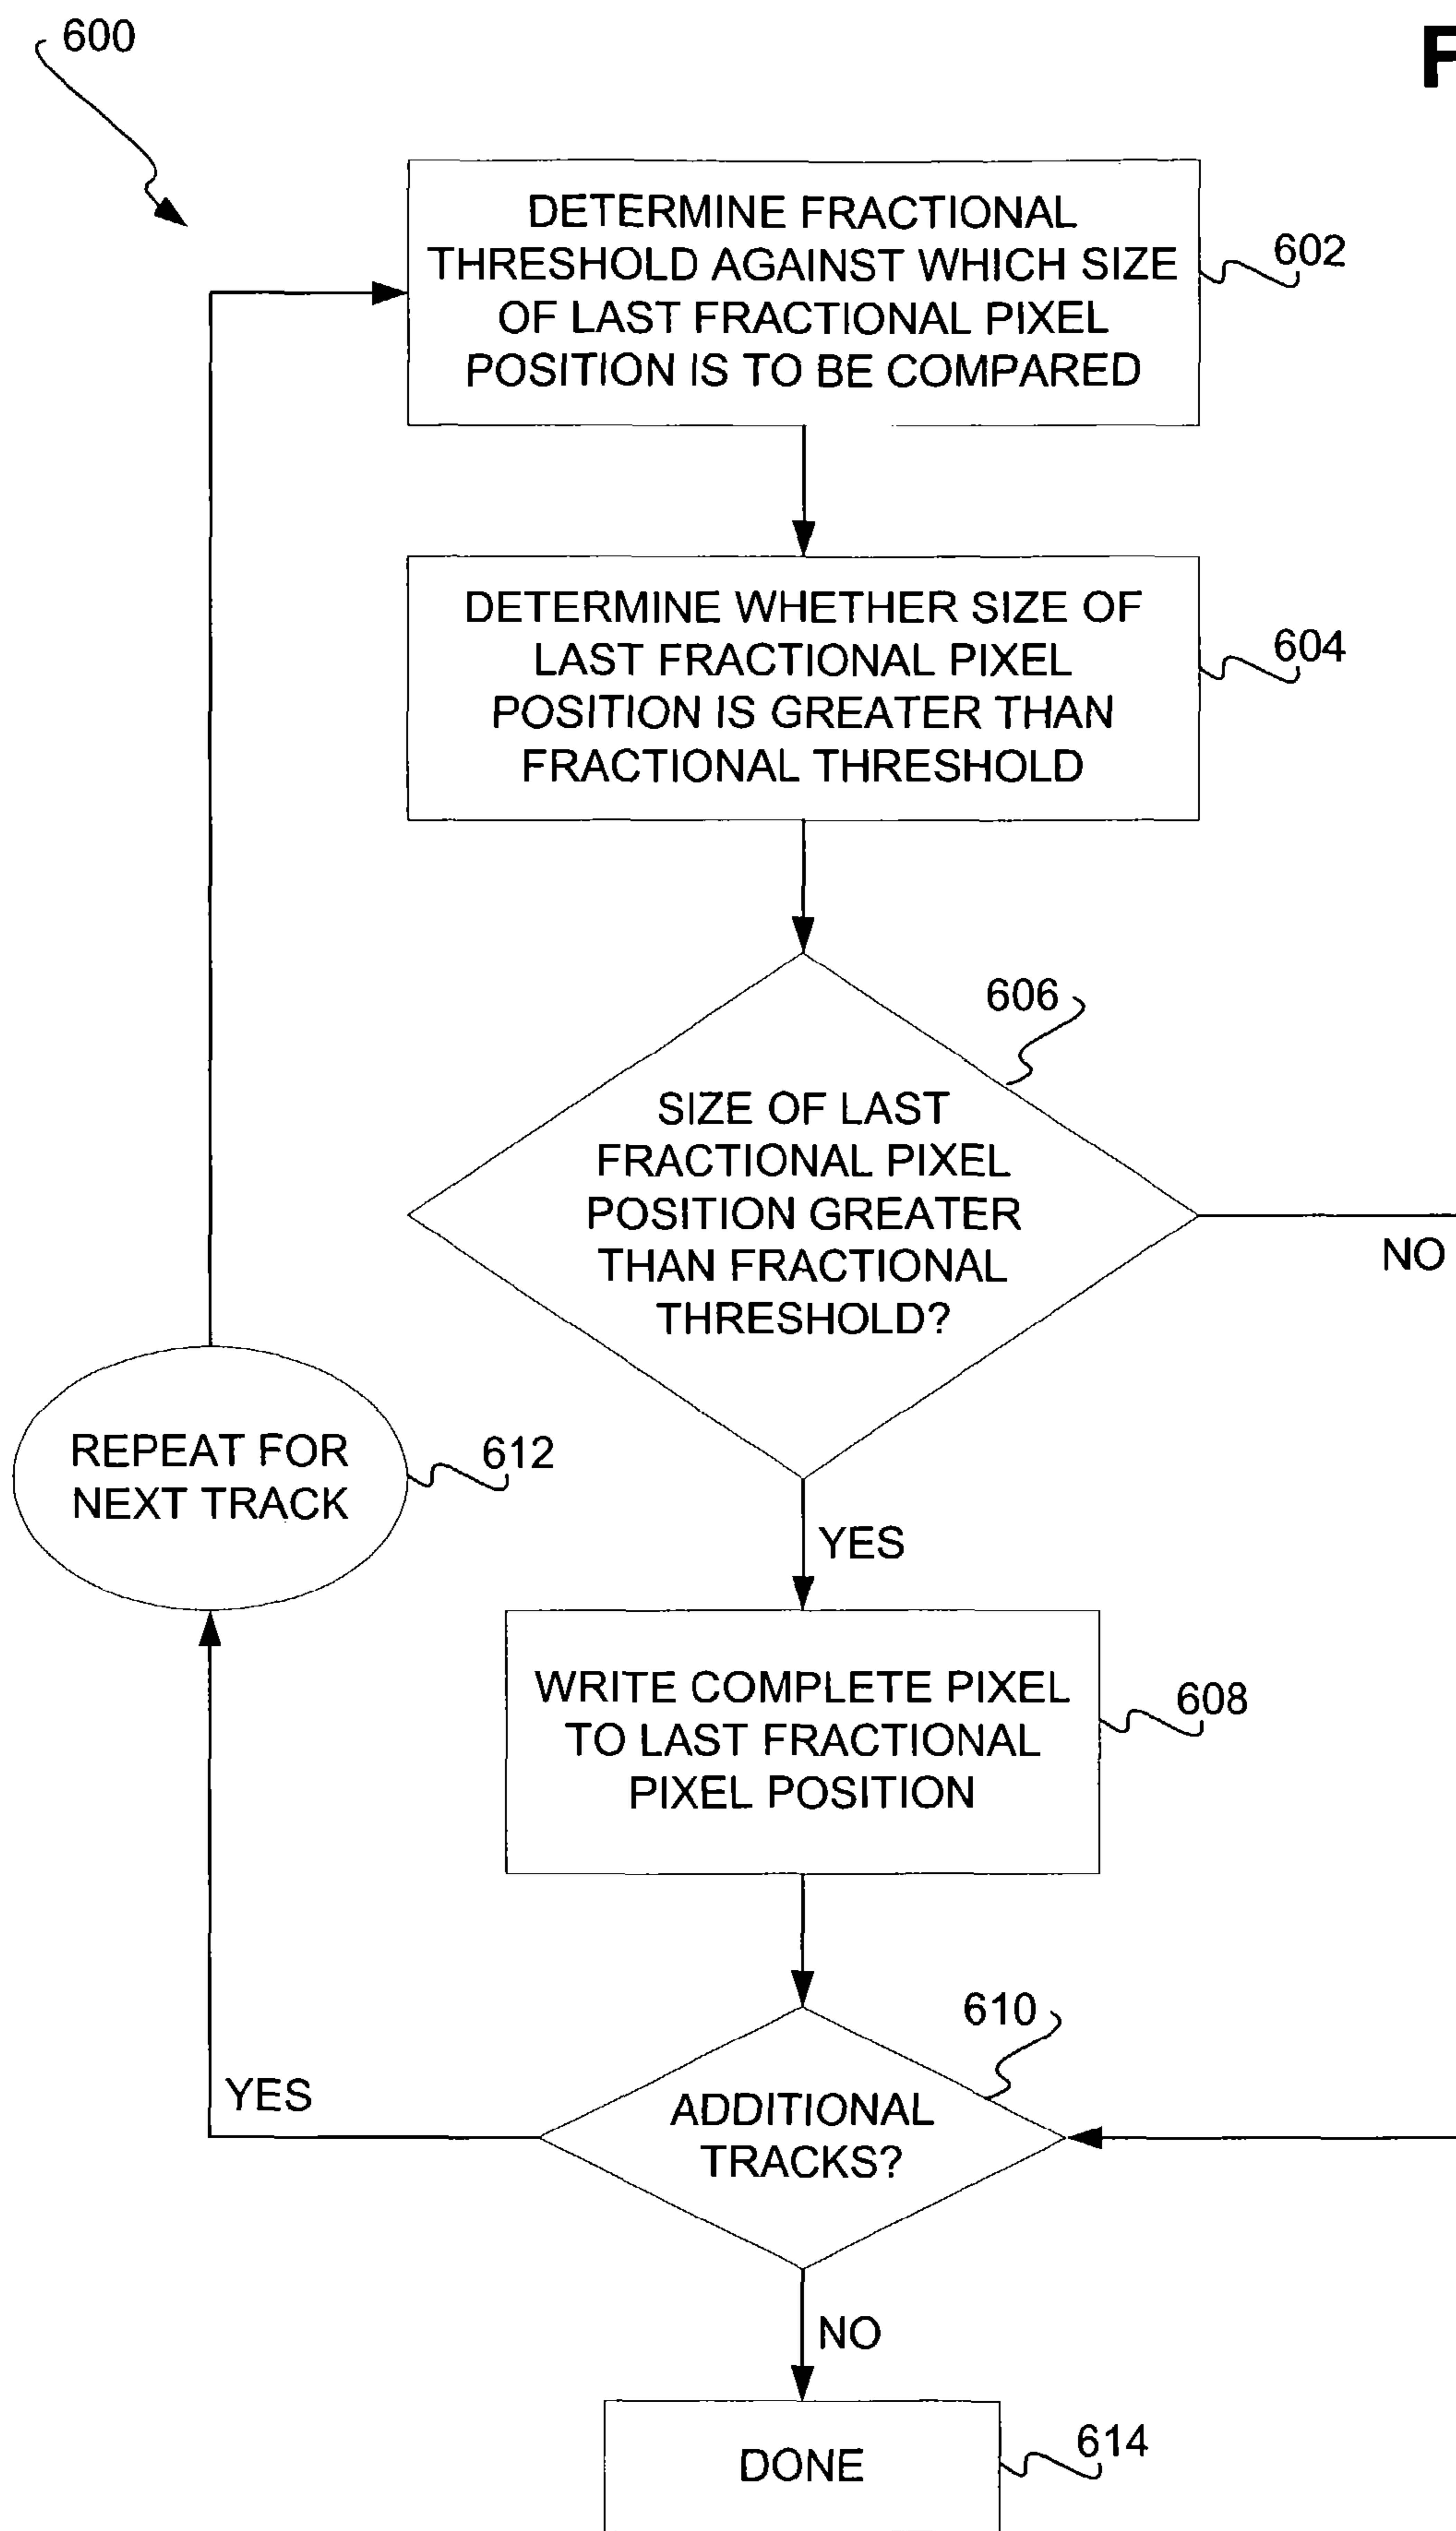 600
F
DETERMINE FRACTIONAL
THRESHOLD AGAINST WHICH SIZE
OF LAST FRACTIONAL PIXEL
POSITION IS TO BE COMPARED
602
DETERMINE WHETHER SIZE OF
LAST FRACTIONAL PIXEL
POSITION IS GREATER THAN
FRACTIONAL THRESHOLD
604
606
SIZE OF LAST
FRACTIONAL PIXEL
POSITION GREATER
THAN FRACTIONAL
THRESHOLD?
NO
REPEAT FOR
NEXT TRACK
612
YES
WRITE COMPLETE PIXEL
TO LAST FRACTIONAL
PIXEL POSITION
608
610
YES
ADDITIONAL
TRACKS?
NO
DONE
614